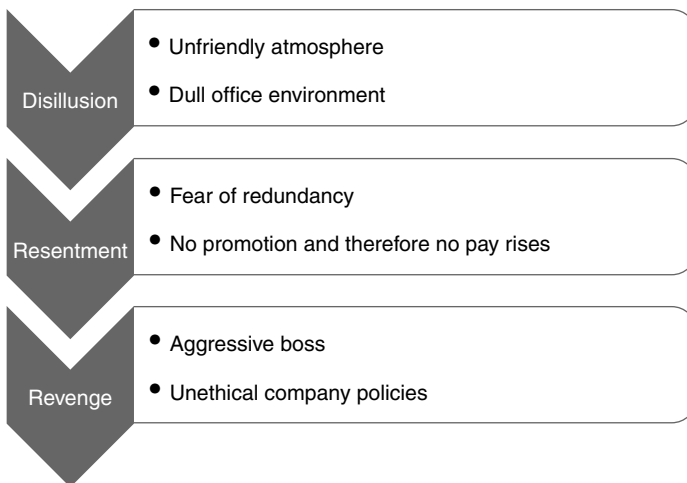 Disillusion
• Unfriendly atmosphere
• Dull office environment
Resentment
• Fear of redundancy
• No promotion and therefore no pay rises
Revenge
• Aggressive boss
• Unethical company policies